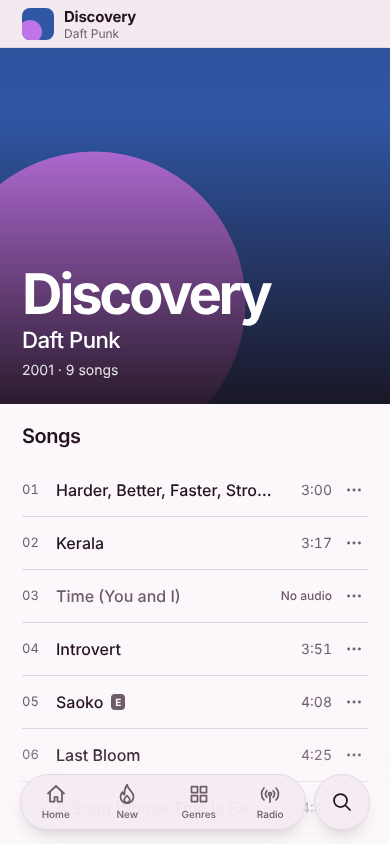 Discovery
Daft Punk
Discovery
Daft Punk
2001 · 9 songs
Songs
01 Harder, Better, Faster, Stro... 3:00
02 Kerala 3:17
03 Time (You and I) No audio
04 Introvert 3:51
05 Saoko E 4:08
06 Last Bloom 4:25
Home New Genres Radio